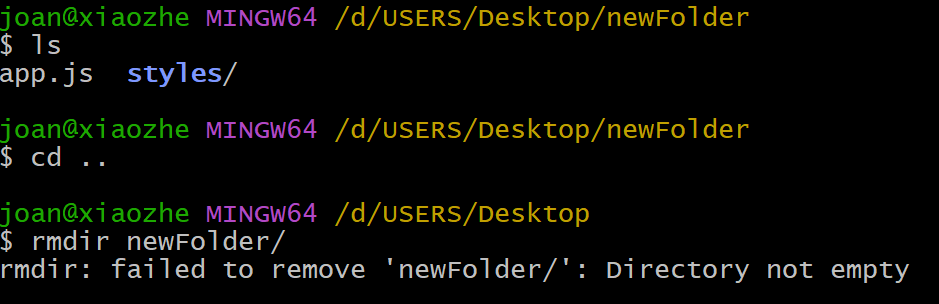 joan@xiaozhe MINGW64 /d/USERS/Desktop/newFolder
$ ls
app.js  styles/
joan@xiaozhe MINGW64 /d/USERS/Desktop/newFolder
$ cd ..
joan@xiaozhe MINGW64 /d/USERS/Desktop
$ rmdir newFolder/
rmdir: failed to remove 'newFolder/': Directory not empty